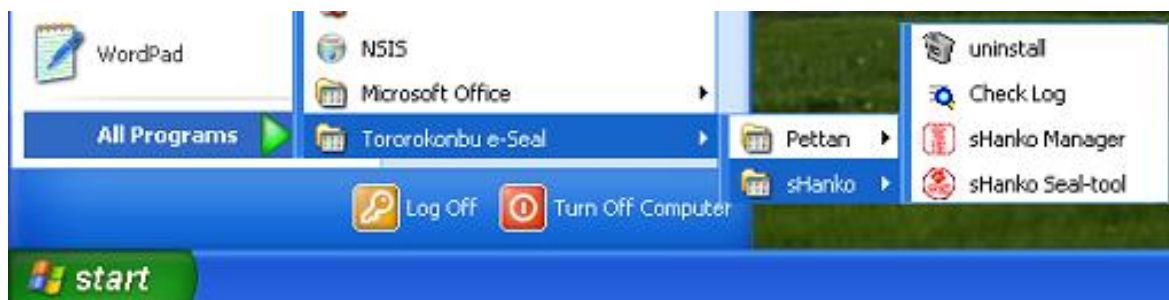 WordPad
All Programs
NSIS
Microsoft Office
Tororokonbu e-Seal
Pettan
sHanko
uninstall
Check Log
sHanko Manager
sHanko Seal-tool
Log Off
Turn Off Computer
start